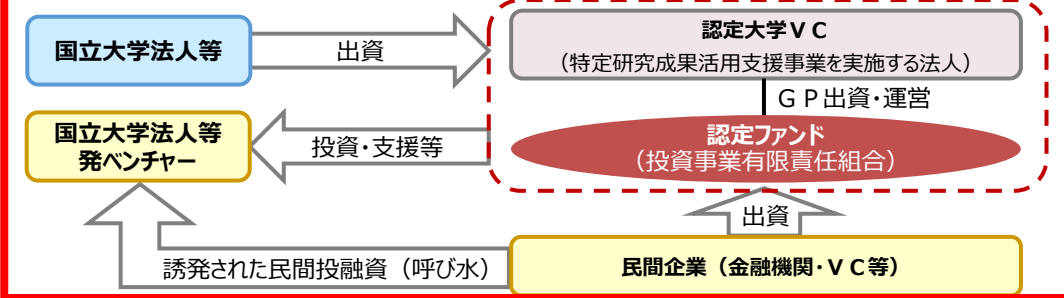 国立大学法人等
出資
認定大学VC
（特定研究成果活用支援事業を実施する法人）
GP出資・運営
国立大学法人等
発ベンチャー
投資・支援等
認定ファンド
（投資事業有限責任組合）
出資
誘発された民間投融資（呼び水）
民間企業（金融機関・VC等）